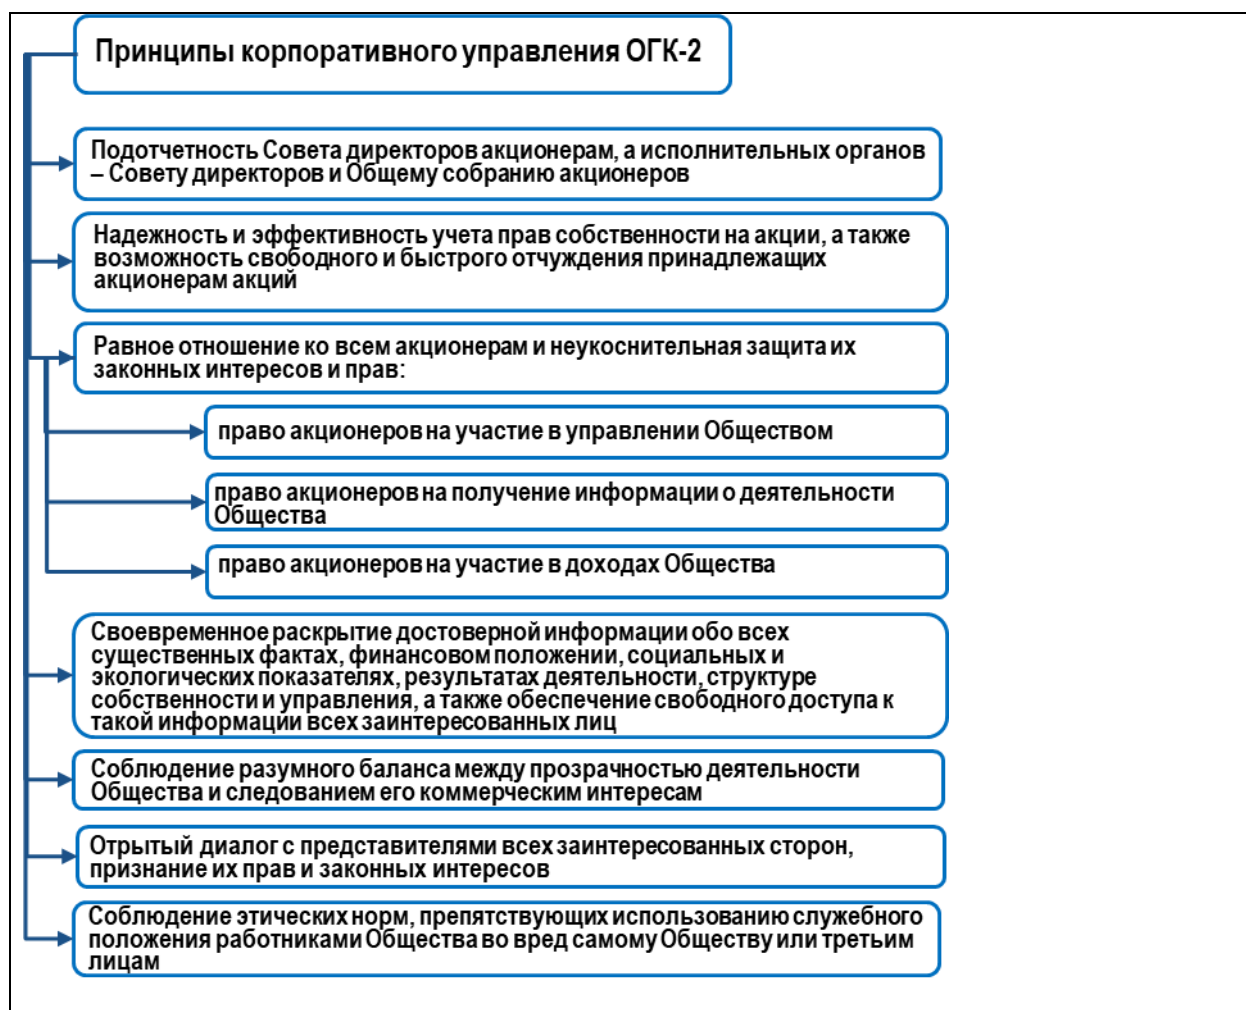 Принципы корпоративного управления ОГК-2
Подотчетность Совета директоров акционерам, а исполнительных органов
– Совету директоров и Общему собранию акционеров
Надежность и эффективность учета прав собственности на акции, а также
возможность свободного и быстрого отчуждения принадлежащих
акционерам акций
Равное отношение ко всем акционерам и неукоснительная защита их
законных интересов и прав:
право акционеров на участие в управлении Обществом
право акционеров на получение информации о деятельности
Общества
право акционеров на участие в доходах Общества
Своевременное раскрытие достоверной информации обо всех
существенных фактах, финансовом положении, социальных и
экологических показателях, результатах деятельности, структуре
собственности и управления, а также обеспечение свободного доступа к
такой информации всех заинтересованных лиц
Соблюдение разумного баланса между прозрачностью деятельности
Общества и следованием его коммерческим интересам
Отрытый диалог с представителями всех заинтересованных сторон,
признание их прав и законных интересов
Соблюдение этических норм, препятствующих использованию служебного
положения работниками Общества во вред самому Обществу или третьим
лицам